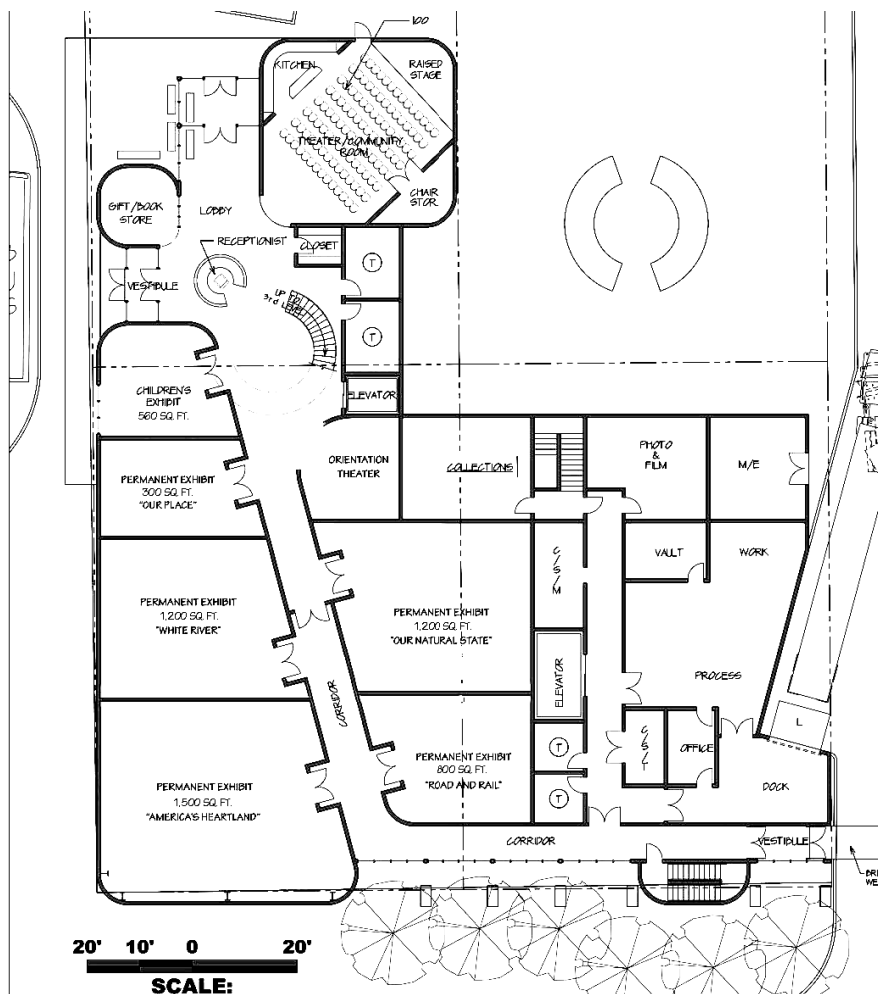 100
KITCHEN
RAISED
STAGE
THEATER/COMMUNITY
ROOM
CHAIR
STOR.
GIFT/BOOK
STORE
LOBBY
RECEPTIONIST
CLOSET
T
VESTIBULE
UP TO
3rd LEVEL
T
CHILDREN'S
EXHIBIT
560 SQ. FT.
ELEVATOR
ORIENTATION
THEATER
COLLECTIONS
PHOTO
&
FILM
M/E
PERMANENT EXHIBIT
300 SQ. FT.
"OUR PLACE"
C/S/M
VAULT
WORK
PERMANENT EXHIBIT
1,200 SQ. FT.
"WHITE RIVER"
PERMANENT EXHIBIT
1,200 SQ. FT.
"OUR NATURAL STATE"
ELEVATOR
PROCESS
CORRIDOR
L
C/S/T
OFFICE
T
T
PERMANENT EXHIBIT
800 SQ. FT.
"ROAD AND RAIL"
DOCK
PERMANENT EXHIBIT
1,500 SQ. FT.
"AMERICA'S HEARTLAND"
CORRIDOR
VESTIBULE
20' 10' 0 20'
SCALE: